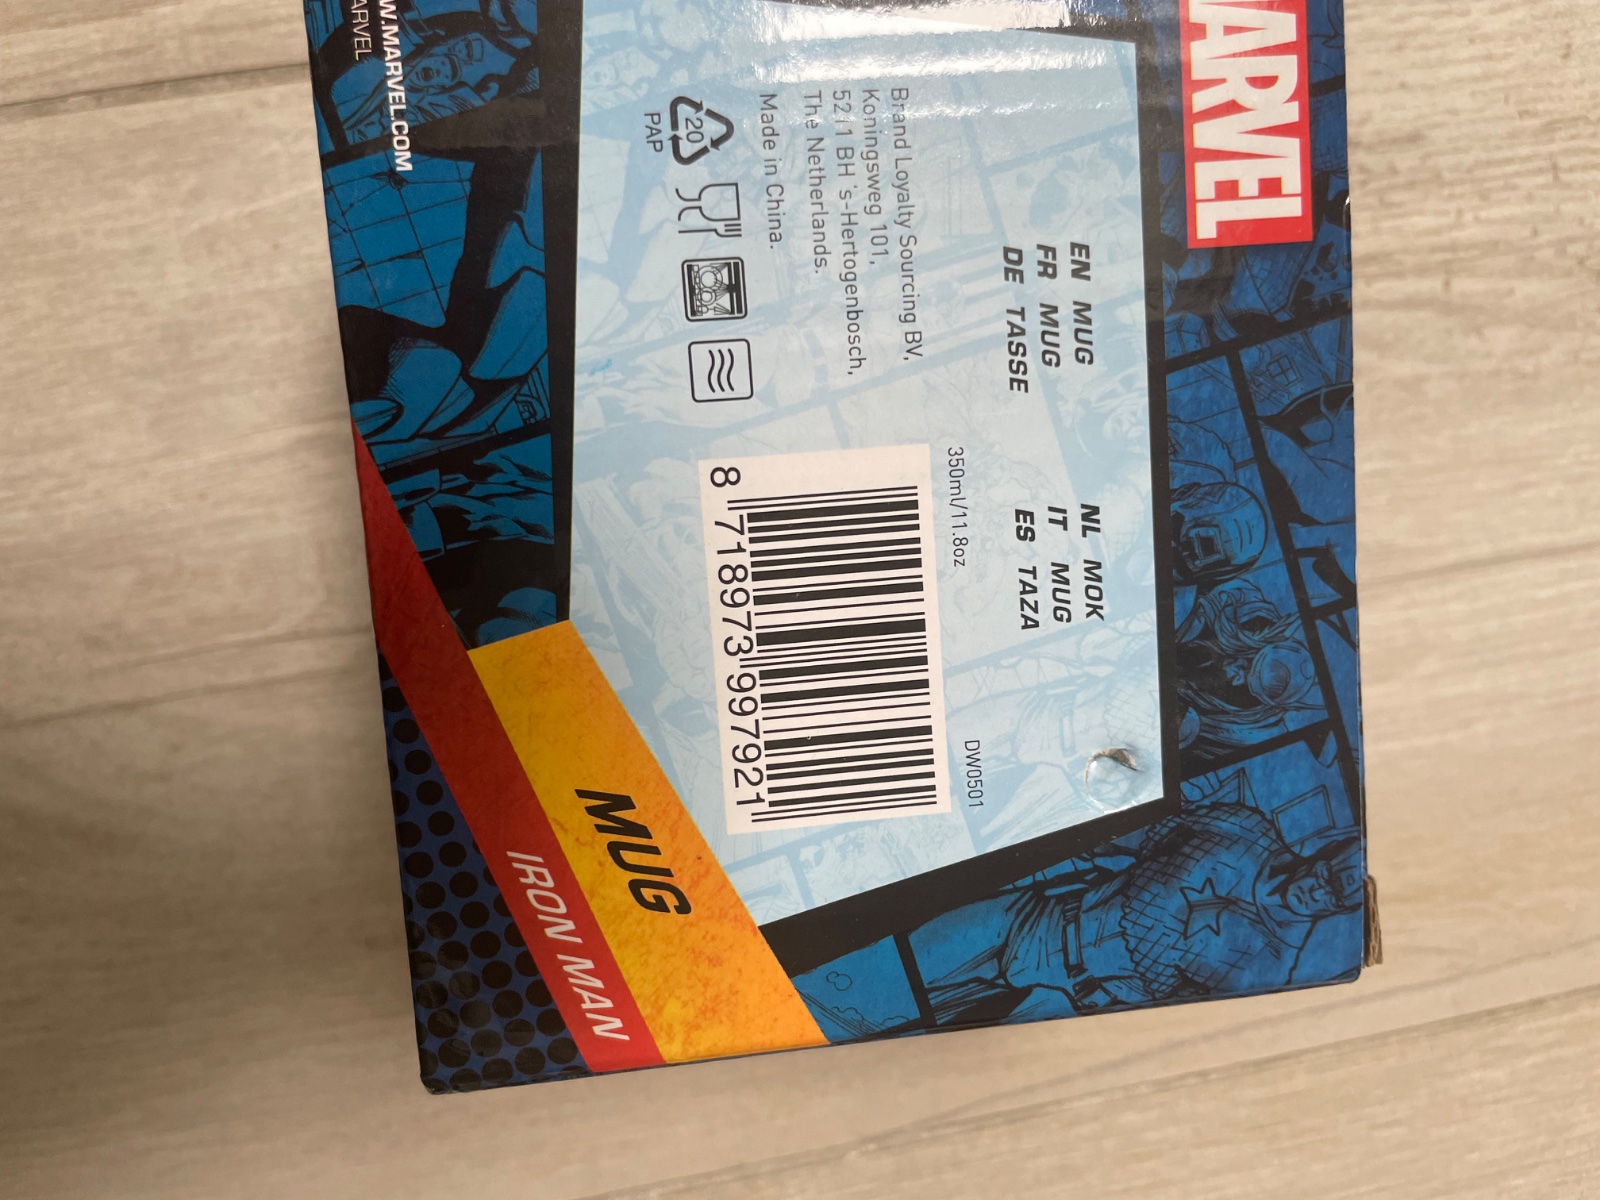 MARVEL
EN MUG
FR MUG
DE TASSE
NL MOK
IT MUG
ES TAZA
Brand Loyalty Sourcing BV,
Koningsweg 101,
5211 BH 's-Hertogenbosch,
The Netherlands.
Made in China.
20
PAP
350ml/11.8oz
DW0501
8 718973 997921
MUG
IRON MAN
W.MARVEL.COM
ARVEL